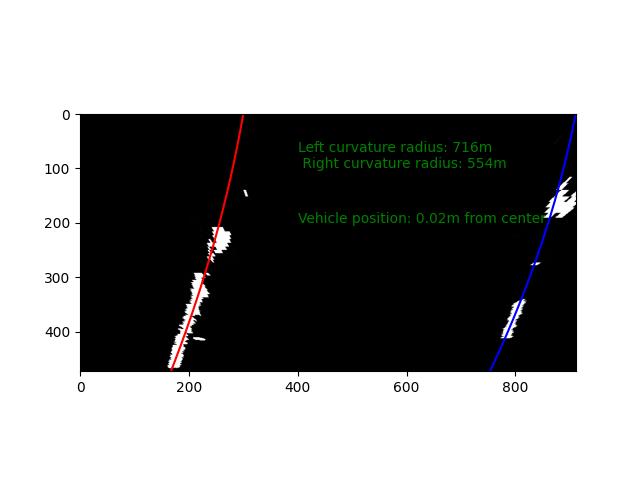 0
Left curvature radius: 716m
Right curvature radius: 554m
100
Vehicle position: 0.02m from center
200
300
400
0 200 400 600 800